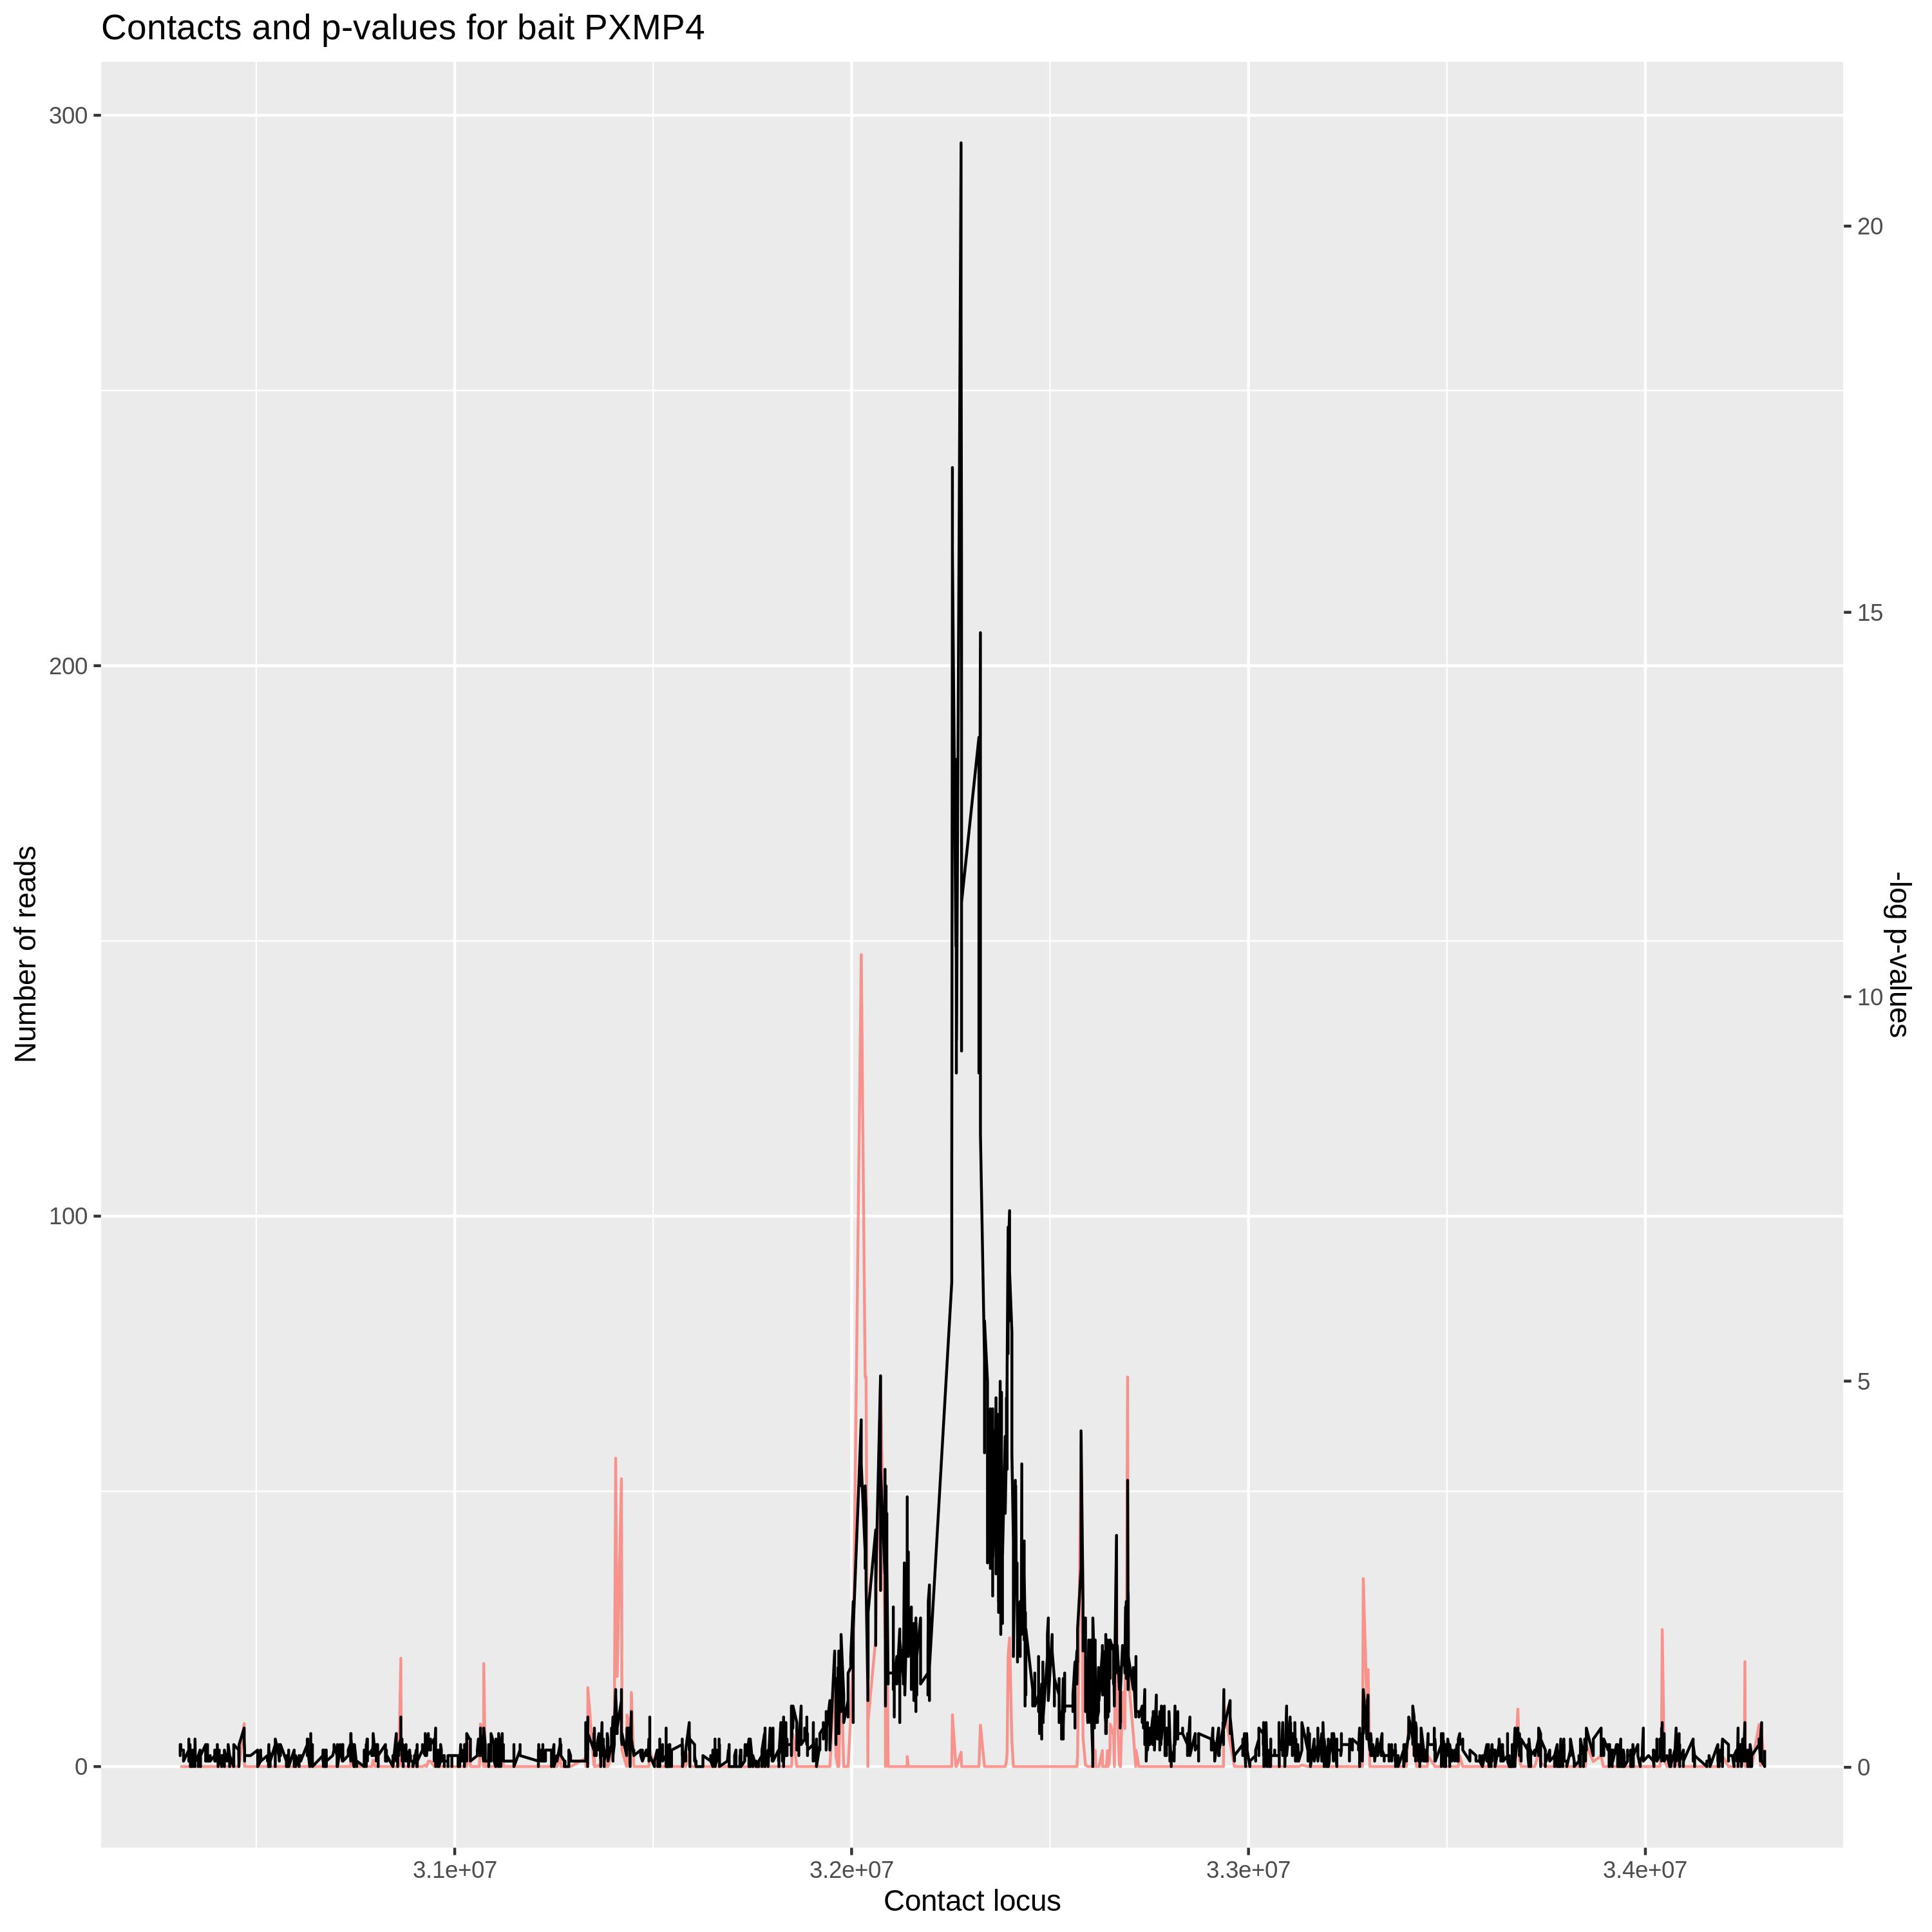 Contacts and p-values for bait PXMP4
300
200
100
0
Number of reads
20
15
10
5
0
-log p-values
3.1e+07
3.2e+07
3.3e+07
3.4e+07
Contact locus